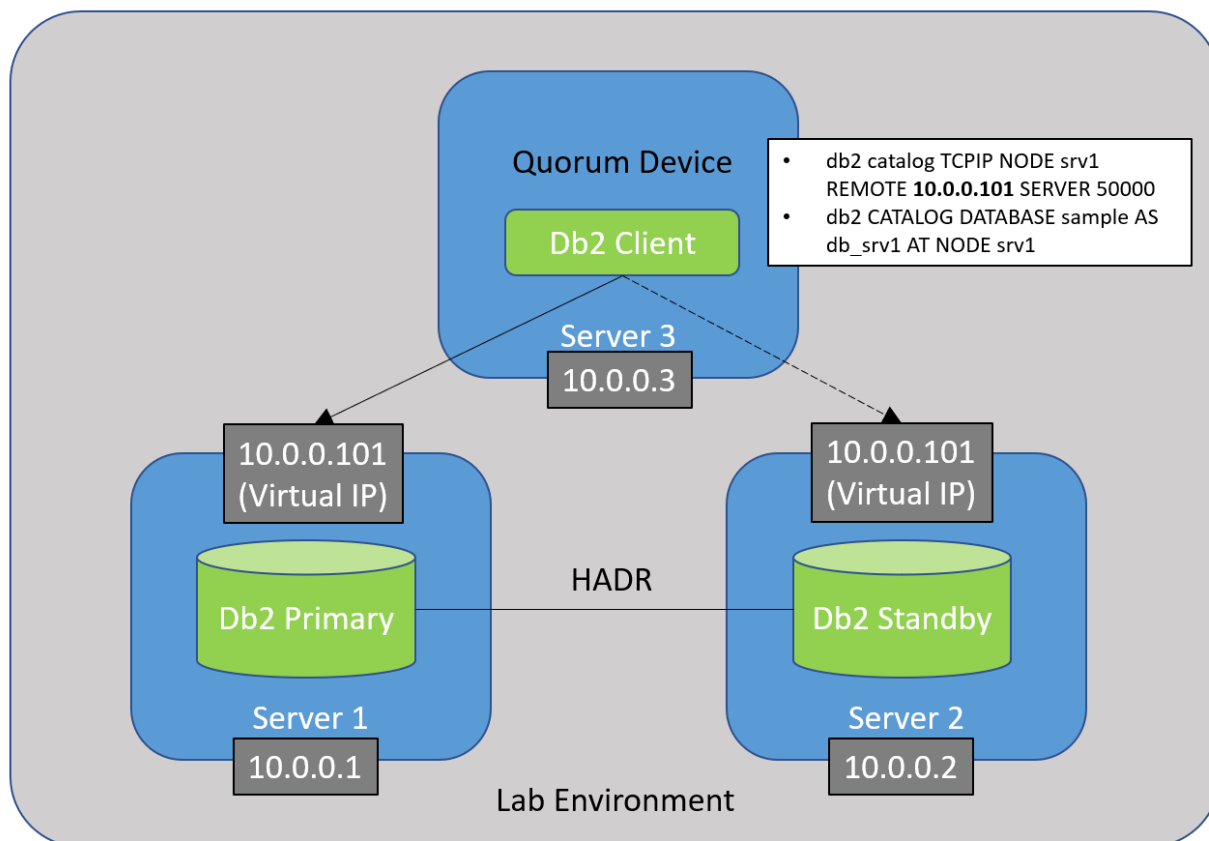 Quorum Device
• db2 catalog TCPIP NODE srv1
REMOTE 10.0.0.101 SERVER 50000
• db2 CATALOG DATABASE sample AS
db_srv1 AT NODE srv1
Db2 Client
Server 3
10.0.0.3
10.0.0.101
(Virtual IP)
10.0.0.101
(Virtual IP)
HADR
Db2 Primary
Db2 Standby
Server 1
Server 2
10.0.0.1
10.0.0.2
Lab Environment